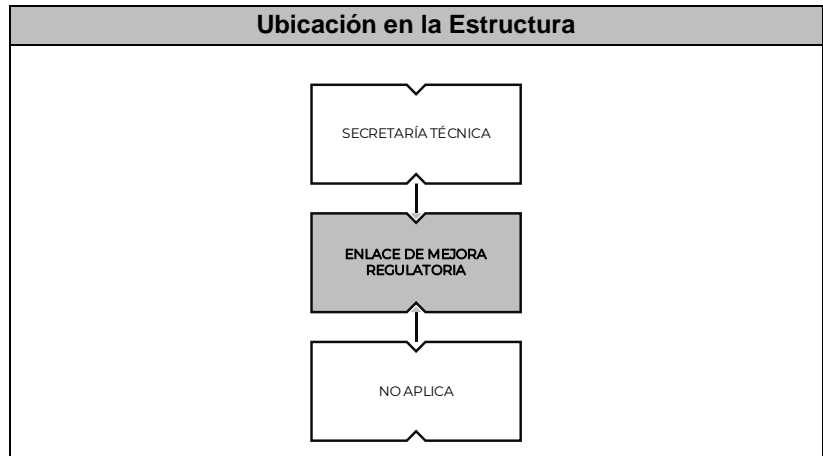 Ubicación en la Estructura
SECRETARÍA TÉCNICA
ENLACE DE MEJORA
REGULATORIA
NO APLICA